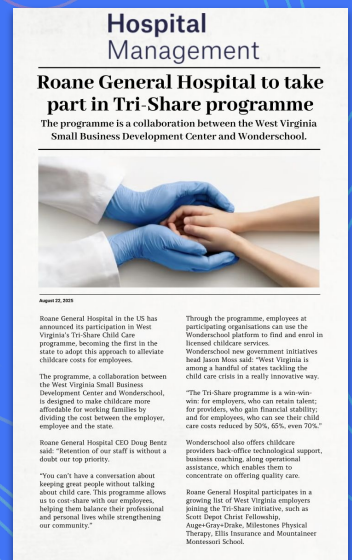 Hospital
Management
Roane General Hospital to take
part in Tri-Share programme
The programme is a collaboration between the West Virginia
Small Business Development Center and Wonderschool.
August 22, 2025
Roane General Hospital in the US has
announced its participation in West
Virginia's Tri-Share Child Care
programme, becoming the first in the
state to adopt this approach to alleviate
childcare costs for employees.
The programme, a collaboration between
the West Virginia Small Business
Development Center and Wonderschool,
is designed to make childcare more
affordable for working families by
dividing the cost between the employer,
employee and the state.
Roane General Hospital CEO Doug Bentz
said: "Retention of our staff is without a
doubt our top priority.
"You can't have a conversation about
keeping great people without talking
about child care. This programme allows
us to cost-share with our employees,
helping them balance their professional
and personal lives while strengthening
our community."
Through the programme, employees at
participating organisations can use the
Wonderschool platform to find and enrol in
licensed childcare services.
Wonderschool new government initiatives
head Jason Moss said: "West Virginia is
among a handful of states tackling the
child care crisis in a really innovative way.
"The Tri-Share programme is a win-win-
win: for employers, who can retain talent;
for providers, who gain financial stability;
and for employees, who can see their child
care costs reduced by 50%, 65%, even 70%."
Wonderschool also offers childcare
providers back-office technological support,
business coaching, along operational
assistance, which enables them to
concentrate on offering quality care.
Roane General Hospital participates in a
growing list of West Virginia employers
joining the Tri-Share initiative, such as
Scott Depot Christ Fellowship,
Auge+Gray+Drake, Milestones Physical
Therapy, Ellis Insurance and Mountaineer
Montessori School.